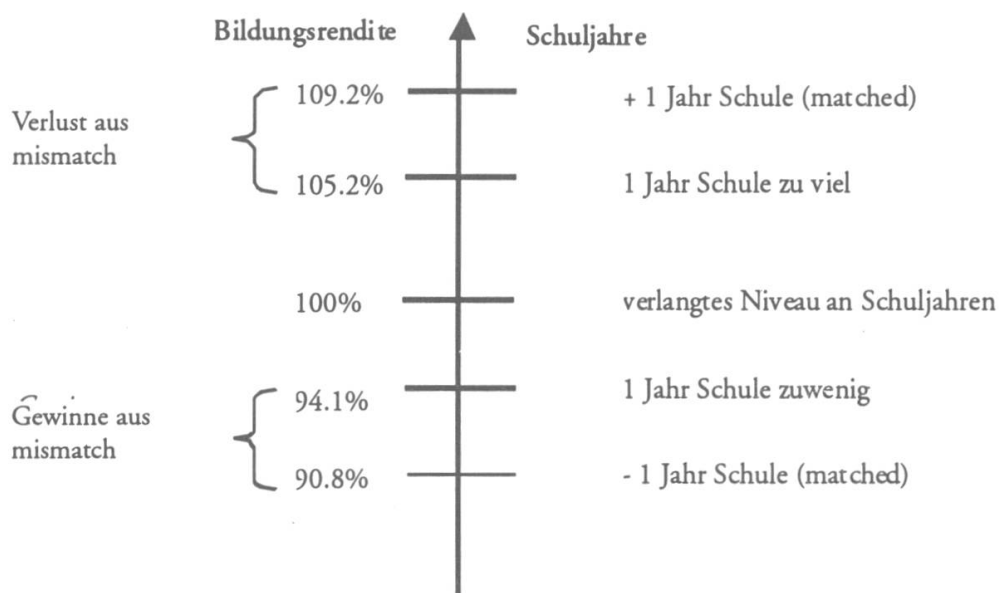 Bildungsrendite
Schuljahre
109.2%
+ 1 Jahr Schule (matched)
Verlust aus
mismatch
105.2%
1 Jahr Schule zu viel
100%
verlangtes Niveau an Schuljahren
94.1%
1 Jahr Schule zuwenig
Gewinne aus
mismatch
90.8%
- 1 Jahr Schule (matched)